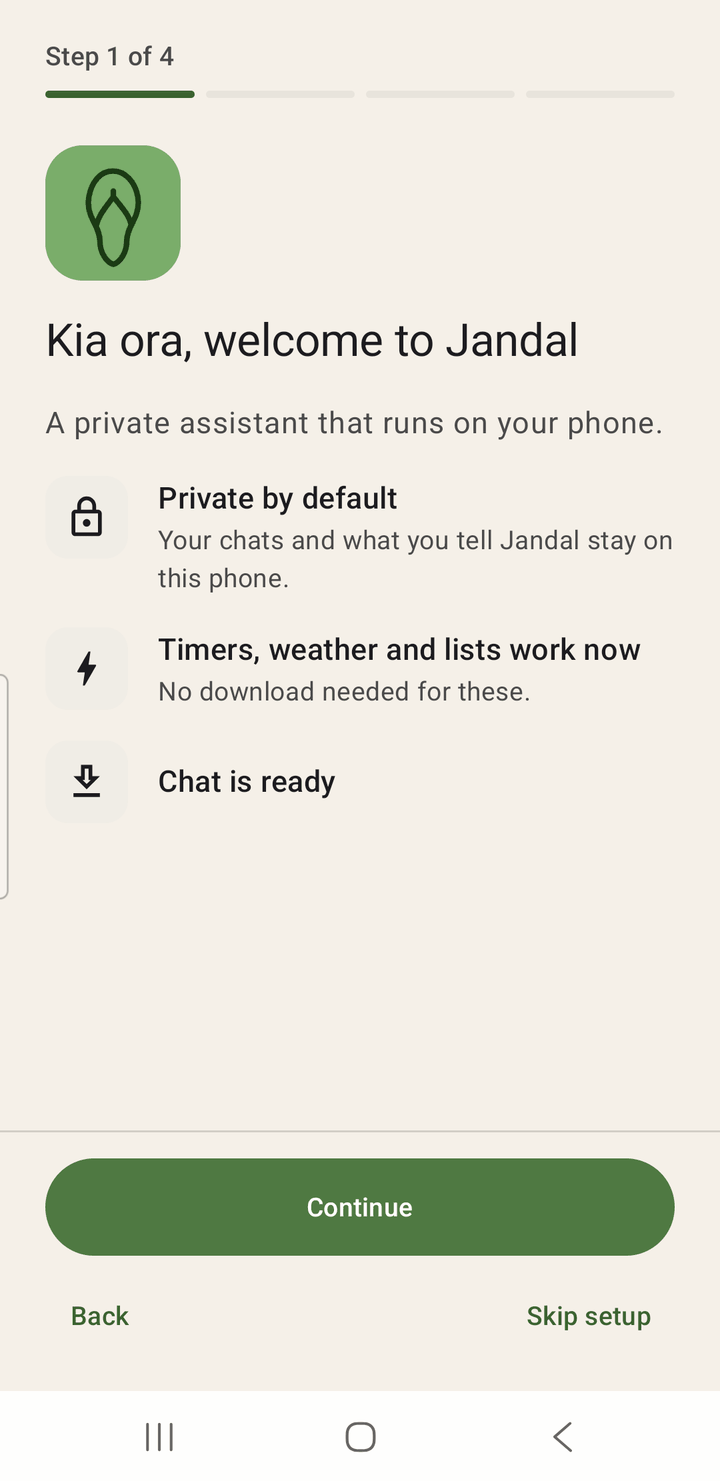 Step 1 of 4
Kia ora, welcome to Jandal
A private assistant that runs on your phone.
Private by default
Your chats and what you tell Jandal stay on
this phone.
Timers, weather and lists work now
No download needed for these.
Chat is ready
Continue
Back
Skip setup